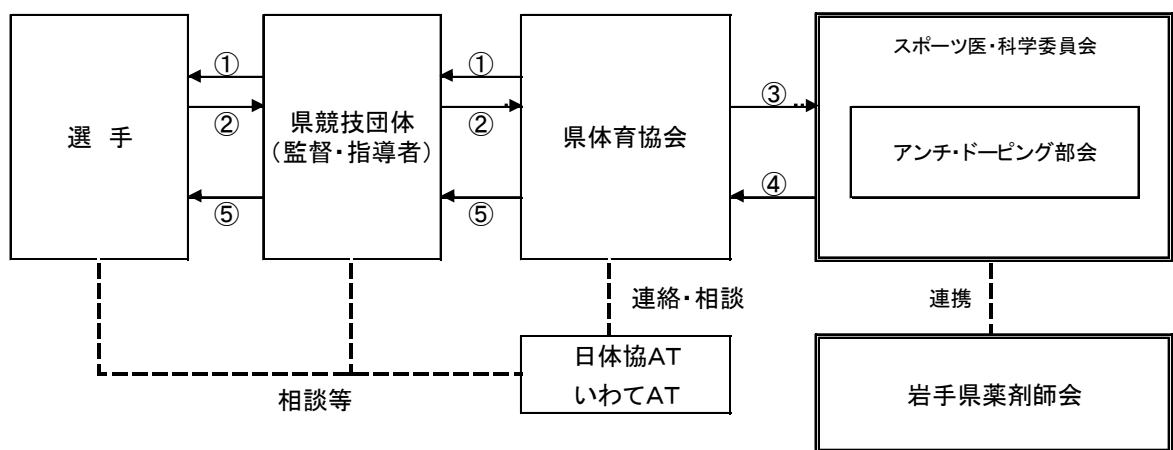 スポーツ医・科学委員会
① ① 
② ② ③
選 手
県競技団体
(監督・指導者)
県体育協会
アンチ・ドーピング部会
④
⑤ ⑤
連絡・相談
連携
日体協AT
いわてAT
相談等
岩手県薬剤師会